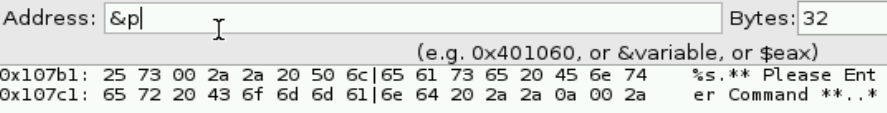 Address: &p Bytes: 32
(e.g. 0x401060, or &variable, or $eax)
0x107b1: 25 73 00 2a 2a 20 50 6c|65 61 73 65 20 45 6e 74 %s.** Please Ent
0x107c1: 65 72 20 43 6f 6d 6d 61|6e 64 20 2a 2a 0a 00 2a er Command **..*